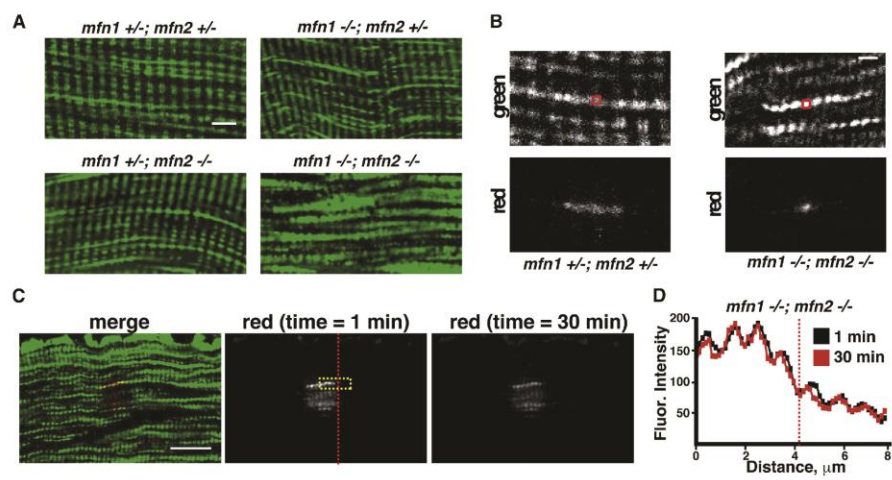 A
mfn1 +/-; mfn2 +/-
mfn1 -/-; mfn2 +/-
mfn1 +/-; mfn2 -/-
mfn1 -/-; mfn2 -/-
B
green
green
red
red
mfn1 +/-; mfn2 +/-
mfn1 -/-; mfn2 -/-
C
merge
red (time = 1 min)
red (time = 30 min)
D
mfn1 -/-; mfn2 -/-
1 min
30 min
Fluor. Intensity
200
150
100
50
0 2 4 6 8
Distance, μm